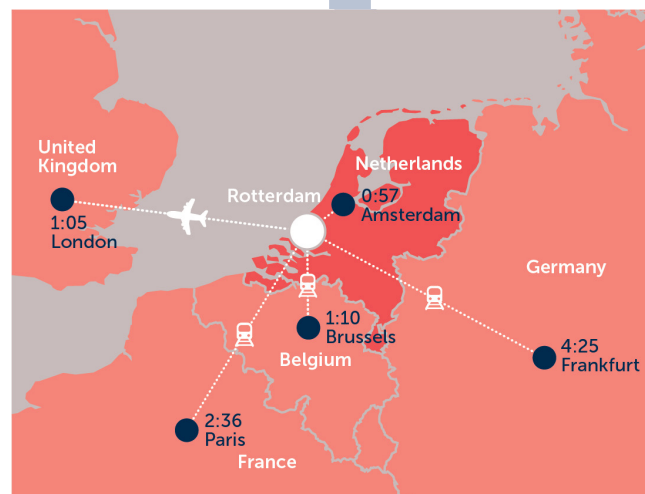 United
Kingdom
Netherlands
Rotterdam
0:57
Amsterdam
1:05
London
Germany
1:10
Brussels
Belgium
4:25
Frankfurt
2:36
Paris
France